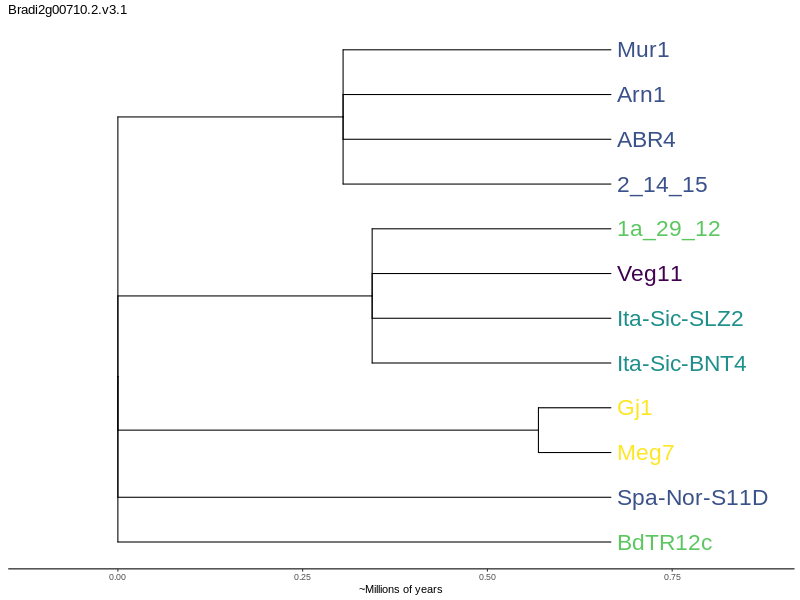 Bradi2g00710.2.v3.1
Mur1
Arn1
ABR4
2_14_15
1a_29_12
Veg11
Ita-Sic-SLZ2
Ita-Sic-BNT4
Gj1
Meg7
Spa-Nor-S11D
BdTR12c
0.00 0.25 0.50 0.75
~Millions of years